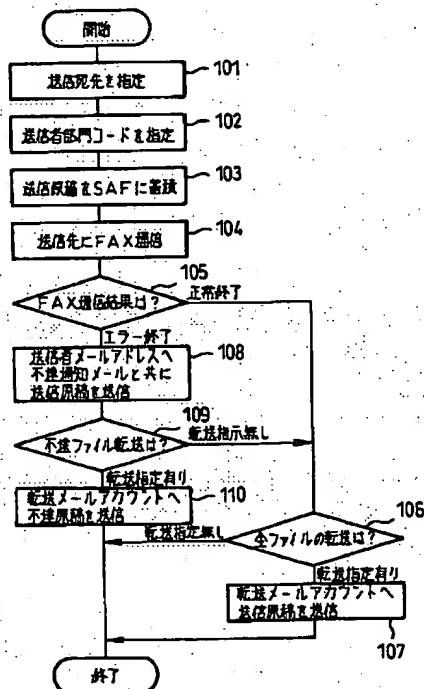 開始
送信宛先を指定
101
送信者部門コードを指定
102
送信原稿をSAFに蓄積
103
送信先にFAX通信
104
105
FAX通信結果は?
正常終了
エラー終了
送信者メールアドレスへ
不達通知メールと共に
送信原稿を送信
108
109
不達ファイル転送は?
転送指示無し
転送指定有り
転送メールアカウントへ
不達原稿を送信
110
106
全ファイルの転送は?
転送指定無し
転送指定有り
転送メールアカウントへ
送信原稿を送信
107
終了